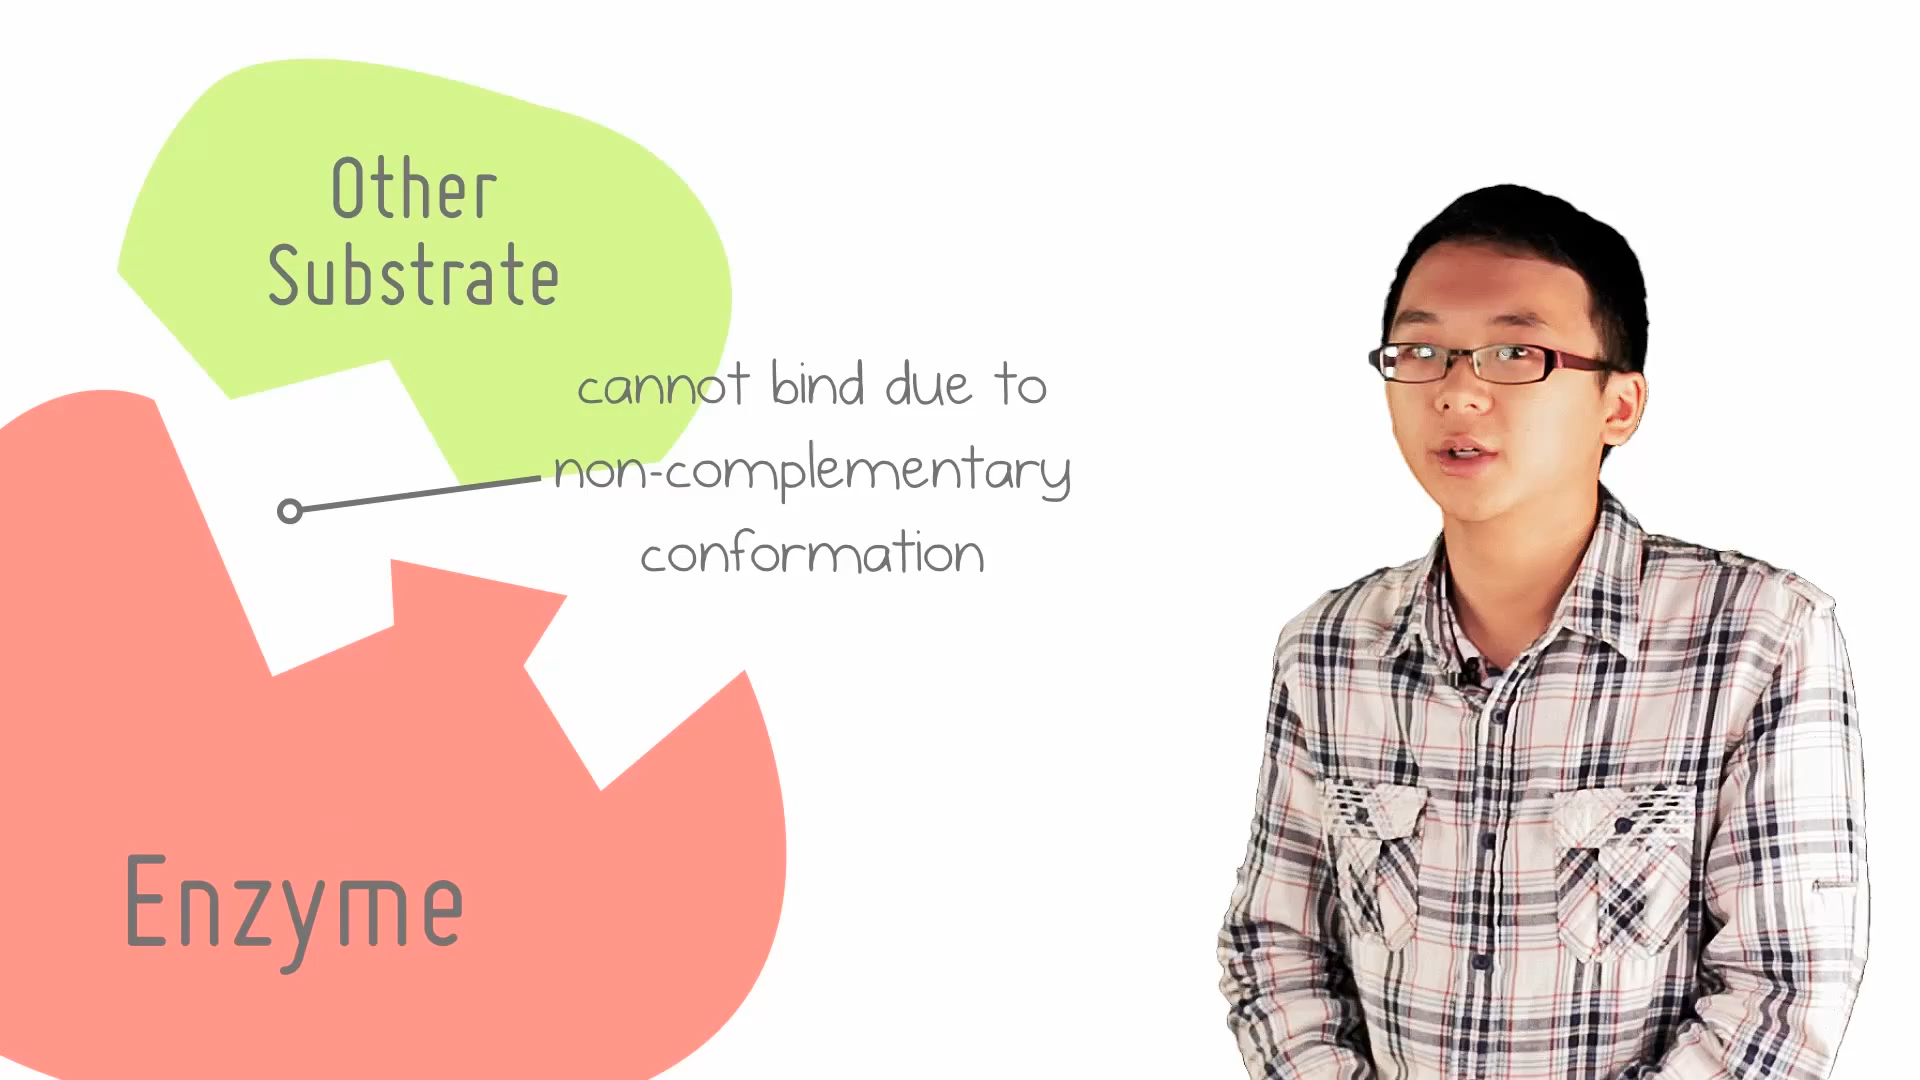 Other
Substrate
cannot bind due to
non-complementary
conformation
Enzyme